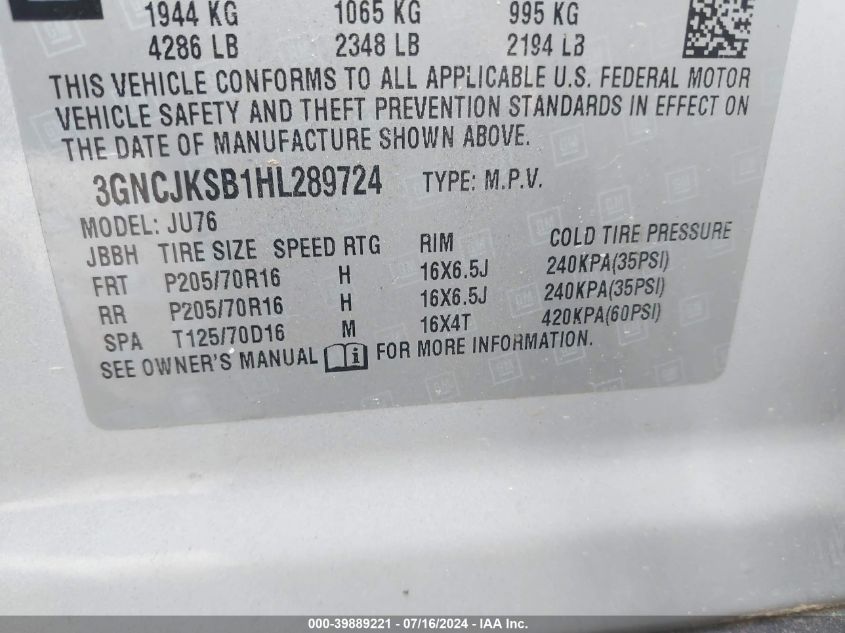 1944 KG 1065 KG 995 KG
4286 LB 2348 LB 2194 LB
THIS VEHICLE CONFORMS TO ALL APPLICABLE U.S. FEDERAL MOTOR
VEHICLE SAFETY AND THEFT PREVENTION STANDARDS IN EFFECT ON
THE DATE OF MANUFACTURE SHOWN ABOVE.
3GNCJKSB1HL289724 TYPE: M.P.V.
MODEL: JU76
JBBH TIRE SIZE SPEED RTG RIM COLD TIRE PRESSURE
FRT P205/70R16 H 16X6.5J 240KPA(35PSI)
RR P205/70R16 H 16X6.5J 240KPA(35PSI)
SPA T125/70D16 M 16X4T 420KPA(60PSI)
SEE OWNER'S MANUAL FOR MORE INFORMATION.
000-39889221 - 07/16/2024 - IAA Inc.